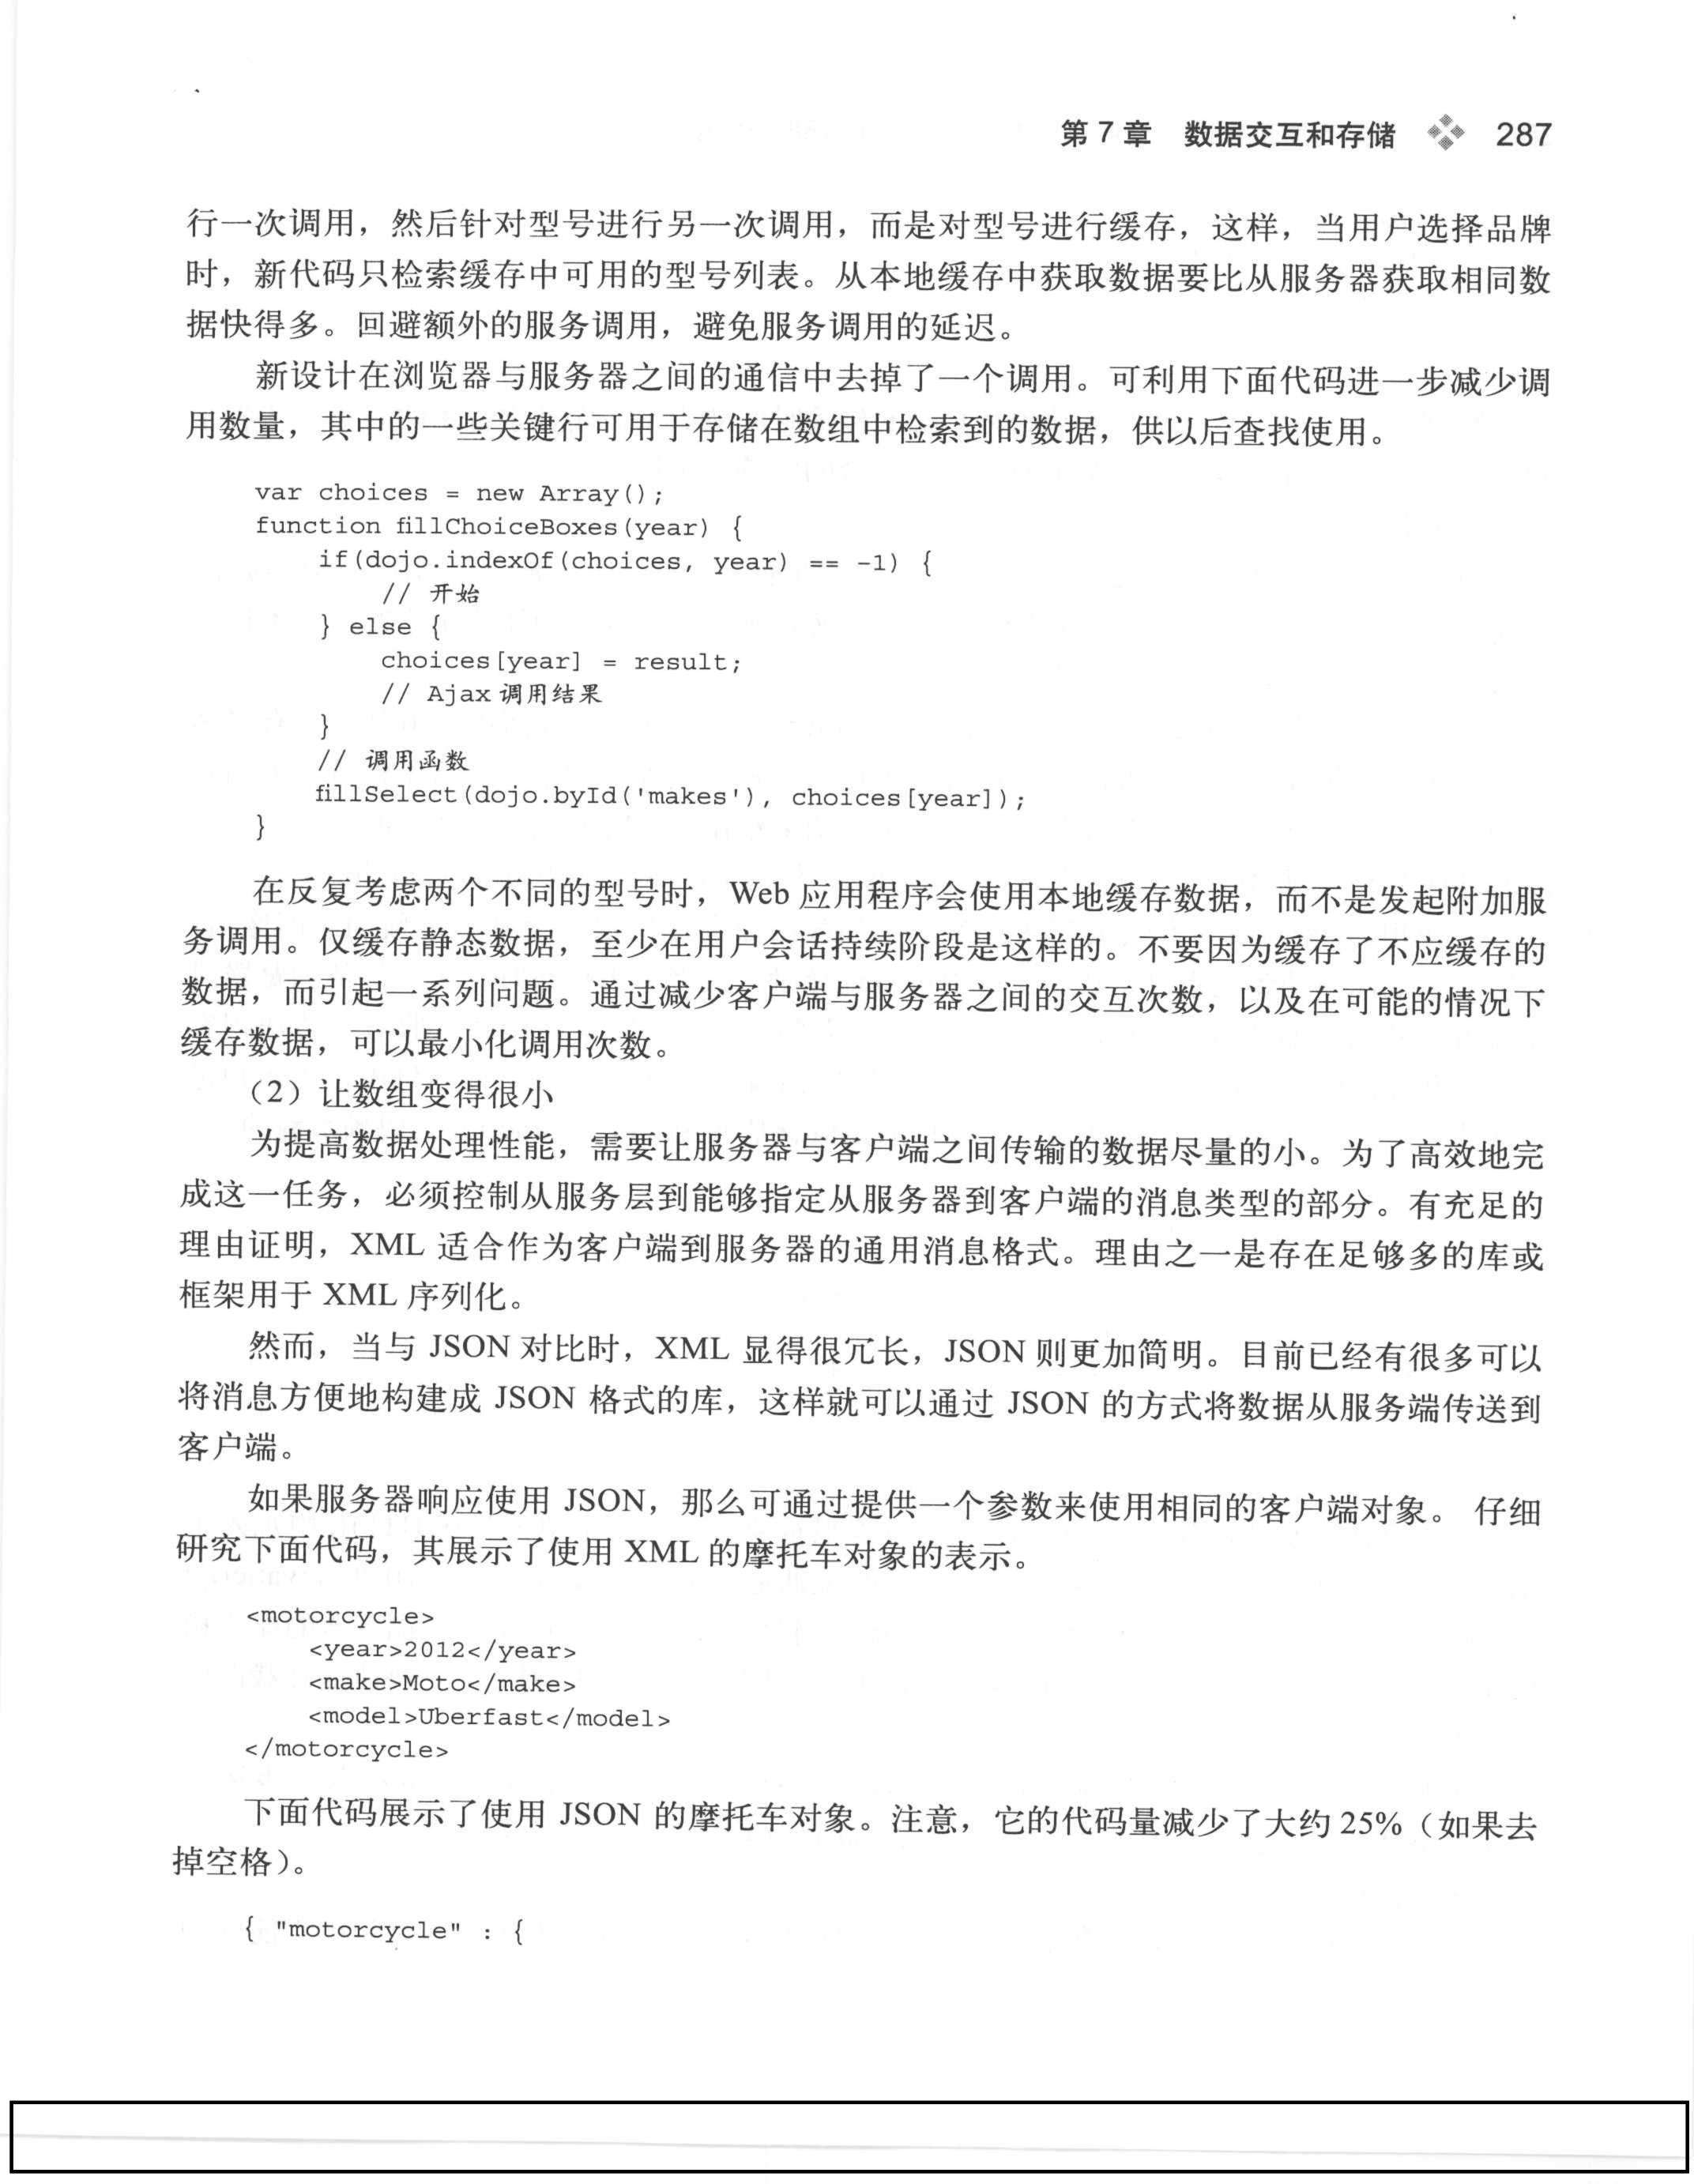 第 7 章 数据交互和存储 287
行一次调用，然后针对型号进行另一次调用，而是对型号进行缓存，这样，当用户选择品牌
时，新代码只检索缓存中可用的型号列表。从本地缓存中获取数据要比从服务器获取相同数
据快得多。回避额外的服务调用，避免服务调用的延迟。
新设计在浏览器与服务器之间的通信中去掉了一个调用。可利用下面代码进一步减少调
用数量，其中的一些关键行可用于存储在数组中检索到的数据，供以后查找使用。
var choices = new Array();
function fillChoiceBoxes(year) {
    if(dojo.indexOf(choices, year) == -1) {
        // 开始
    } else {
        choices[year] = result;
        // Ajax 调用结果
    }
    // 调用函数
    fillSelect(dojo.byId('makes'), choices[year]);
}
在反复考虑两个不同的型号时，Web 应用程序会使用本地缓存数据，而不是发起附加服
务调用。仅缓存静态数据，至少在用户会话持续阶段是这样的。不要因为缓存了不应缓存的
数据，而引起一系列问题。通过减少客户端与服务器之间的交互次数，以及在可能的情况下
缓存数据，可以最小化调用次数。
（2）让数组变得很小
为提高数据处理性能，需要让服务器与客户端之间传输的数据尽量的小。为了高效地完
成这一任务，必须控制从服务层到能够指定从服务器到客户端的消息类型的部分。有充足的
理由证明，XML 适合作为客户端到服务器的通用消息格式。理由之一是存在足够多的库或
框架用于 XML 序列化。
然而，当与 JSON 对比时，XML 显得很冗长，JSON 则更加简明。目前已经有很多可以
将消息方便地构建成 JSON 格式的库，这样就可以通过 JSON 的方式将数据从服务端传送到
客户端。
如果服务器响应使用 JSON，那么可通过提供一个参数来使用相同的客户端对象。 仔细
研究下面代码，其展示了使用 XML 的摩托车对象的表示。
<motorcycle>
    <year>2012</year>
    <make>Moto</make>
    <model>Uberfast</model>
</motorcycle>
下面代码展示了使用 JSON 的摩托车对象。注意，它的代码量减少了大约 25%（如果去
掉空格）。
{ "motorcycle" : {